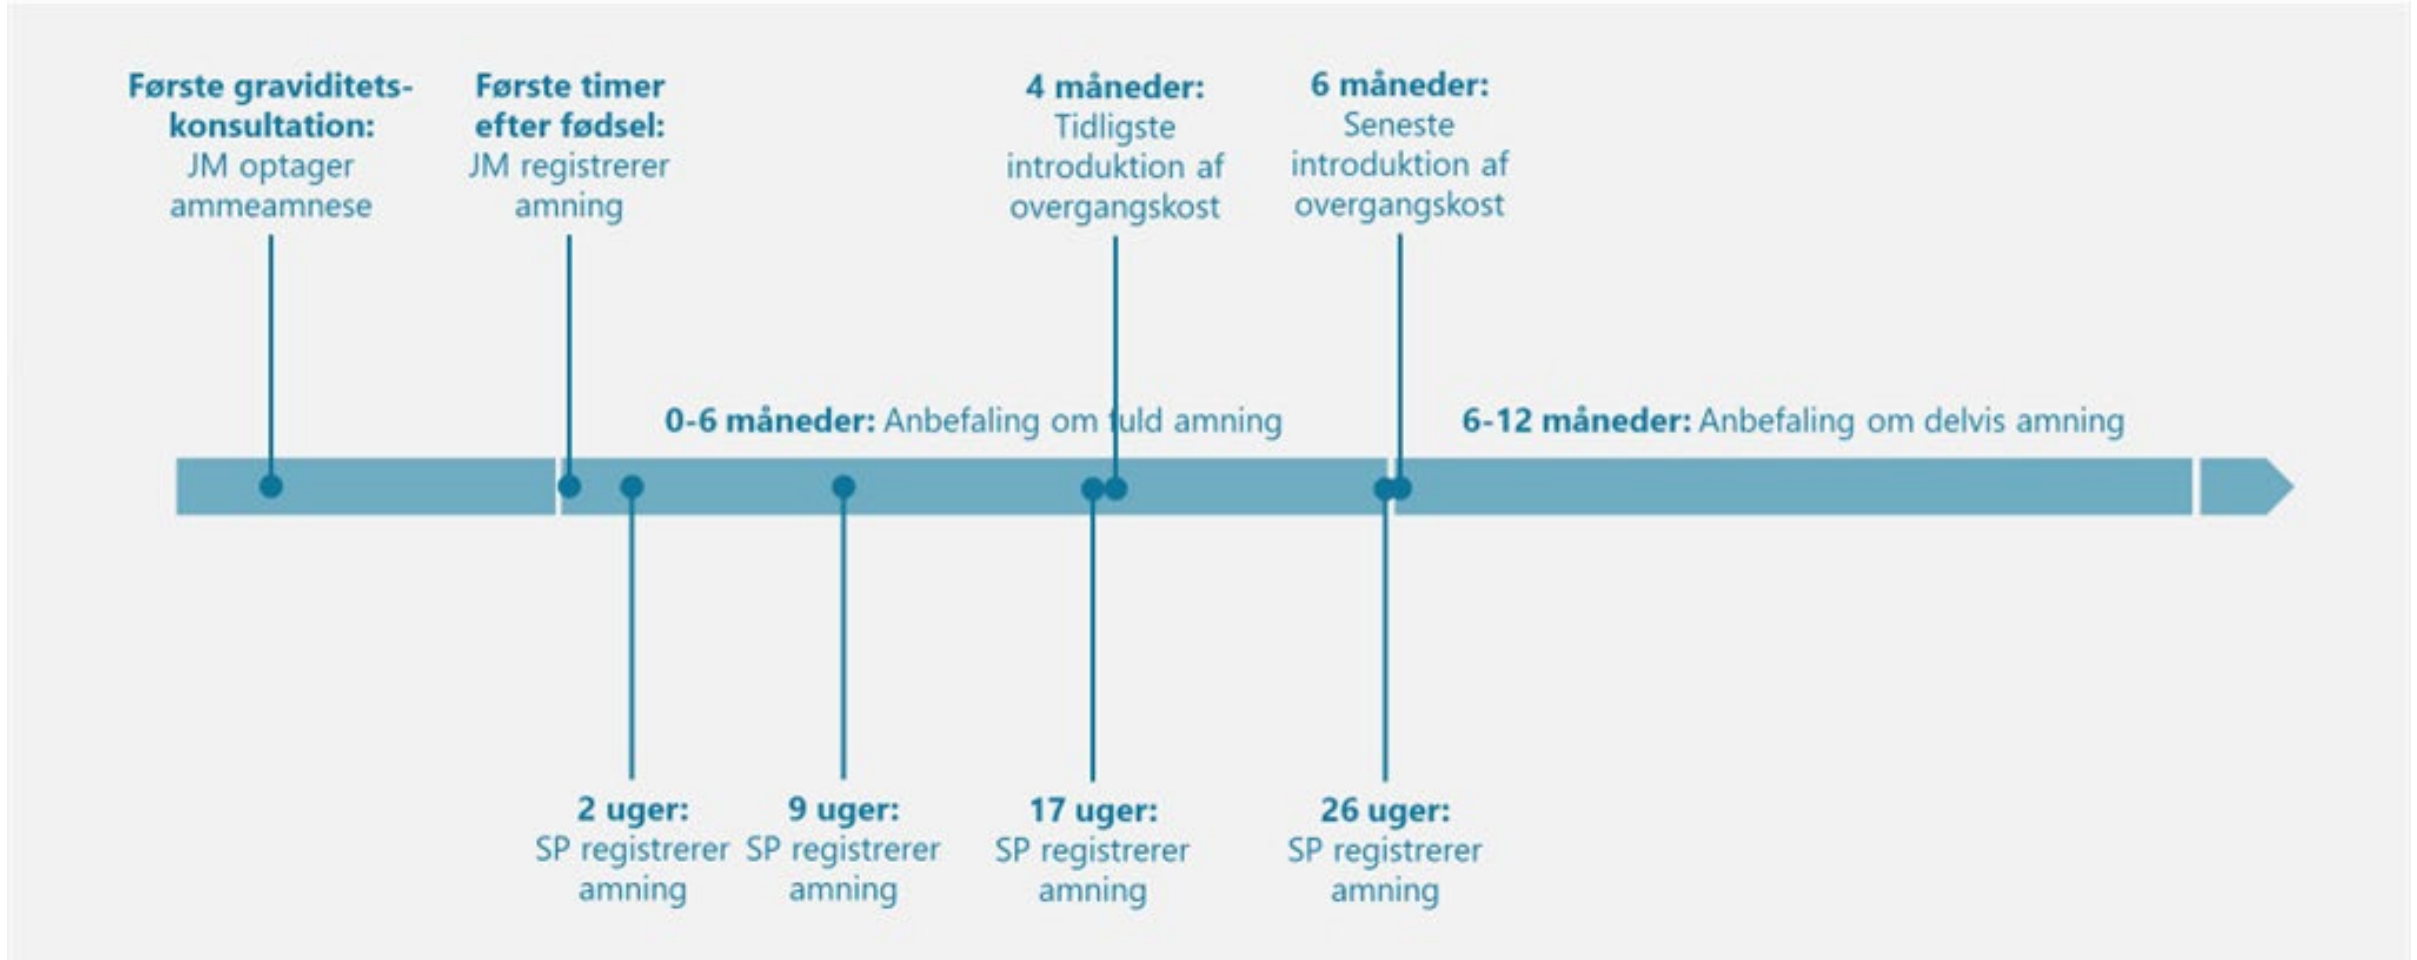 Første graviditets-
konsultation:
JM optager
ammeamnese
Første timer
efter fødsel:
JM registrerer
amning
4 måneder:
Tidligste
introduktion af
overgangskost
6 måneder:
Seneste
introduktion af
overgangskost
0-6 måneder: Anbefaling om fuld amning
6-12 måneder: Anbefaling om delvis amning
2 uger:
SP registrerer
amning
9 uger:
SP registrerer
amning
17 uger:
SP registrerer
amning
26 uger:
SP registrerer
amning